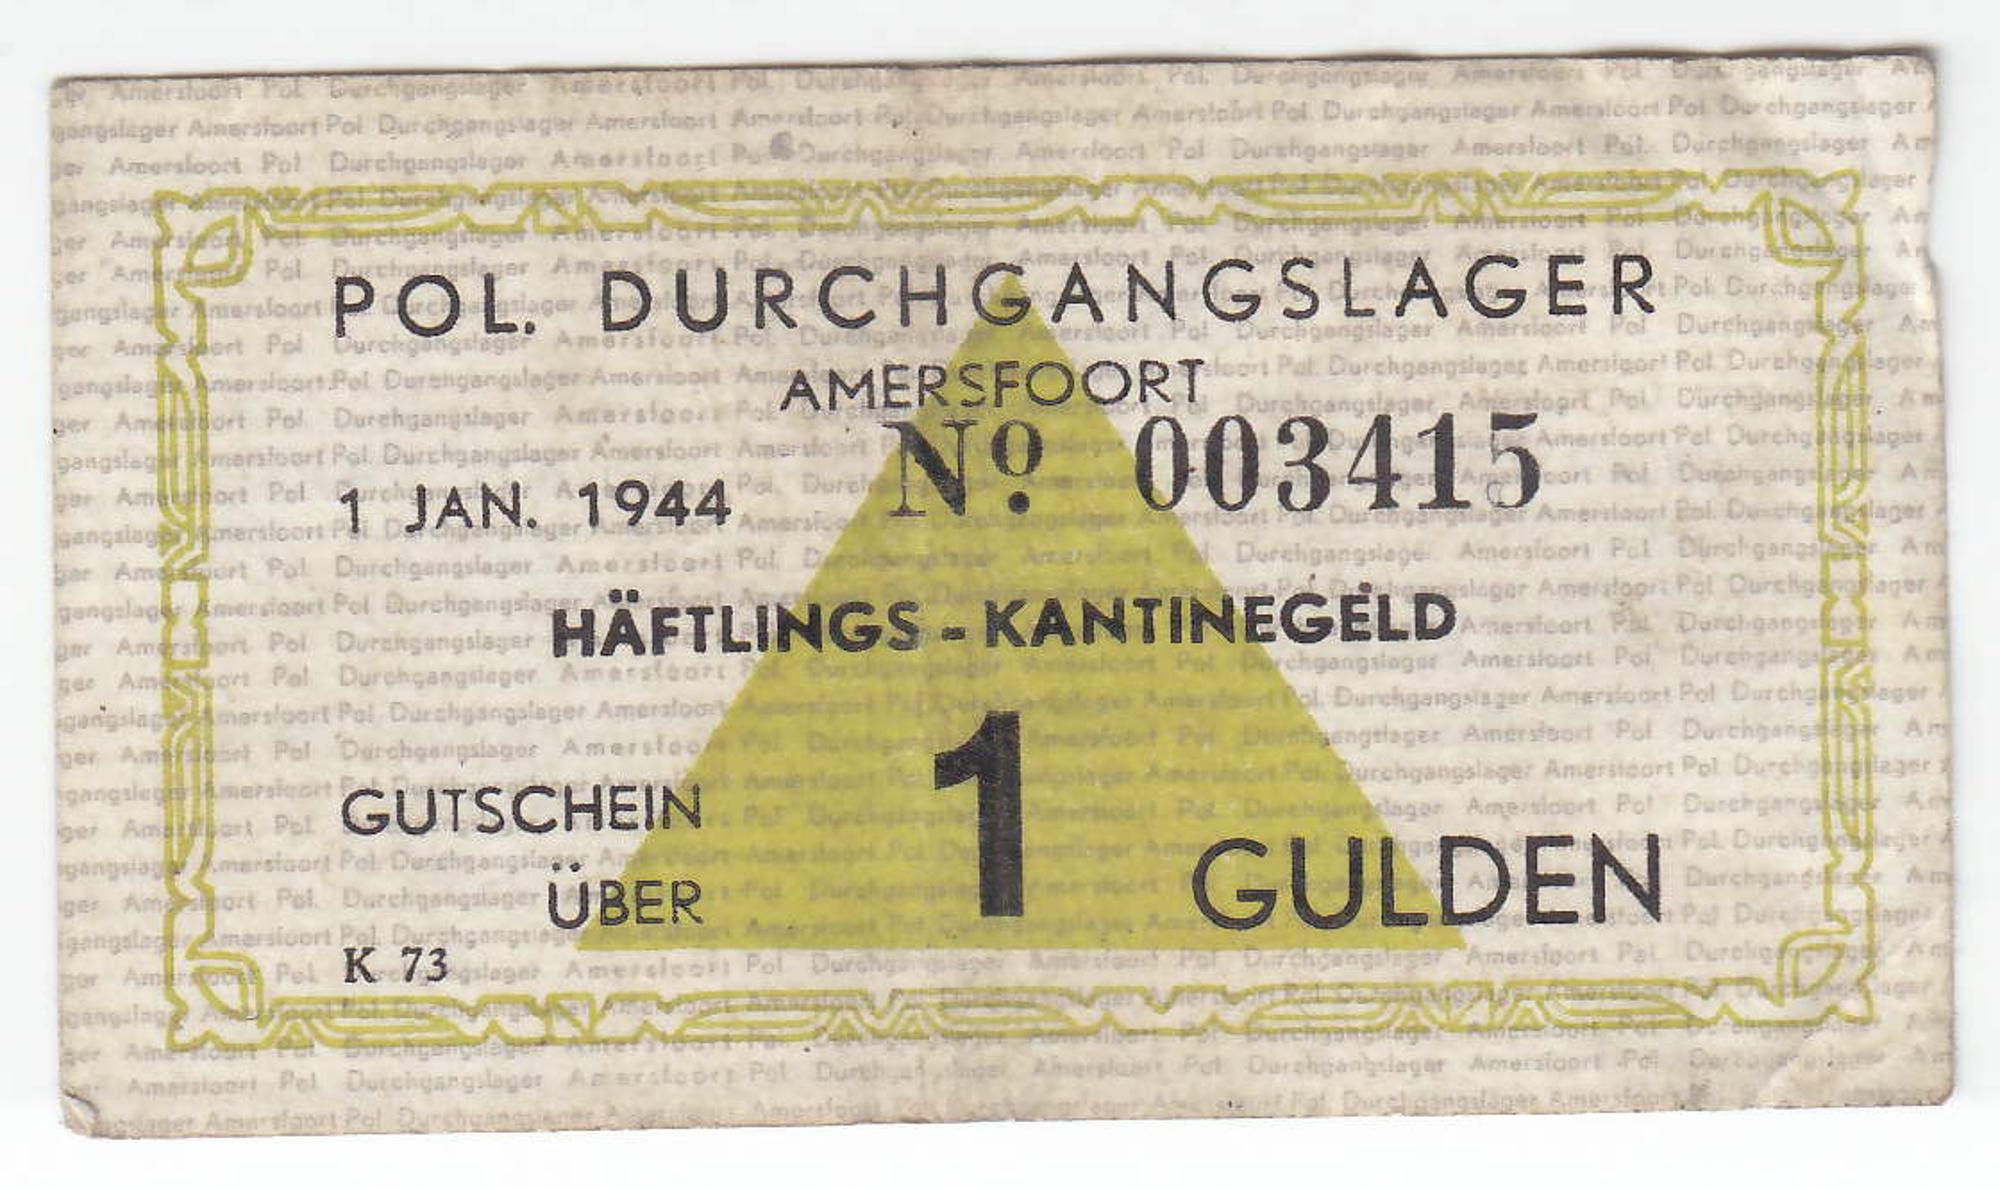 POL. DURCHGANGSLAGER
AMERSFOORT
1 JAN. 1944 Nº 003415
HÄFTLINGS-KANTINEGELD
GUTSCHEIN
ÜBER 1 GULDEN
K 73